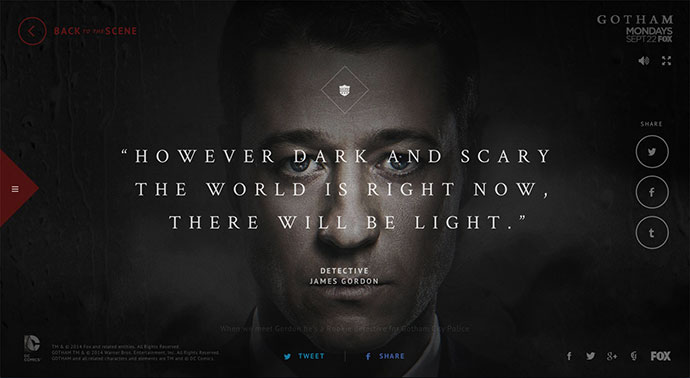 BACK TO THE SCENE
GOTHAM
MONDAYS
SEPT 22 FOX
SHARE
“HOWEVER DARK AND SCARY
THE WORLD IS RIGHT NOW,
THERE WILL BE LIGHT.”
DETECTIVE
JAMES GORDON
When we meet Gordon he's a Rookie Detective for Gotham City Police
DC
COMICS
TM & © 2014 Fox and related entities. All Rights Reserved.
GOTHAM TM & © 2014 Warner Bros. Entertainment, Inc. All Rights Reserved.
GOTHAM and all related characters and elements are TM and © DC Comics.
TWEET
SHARE
FOX